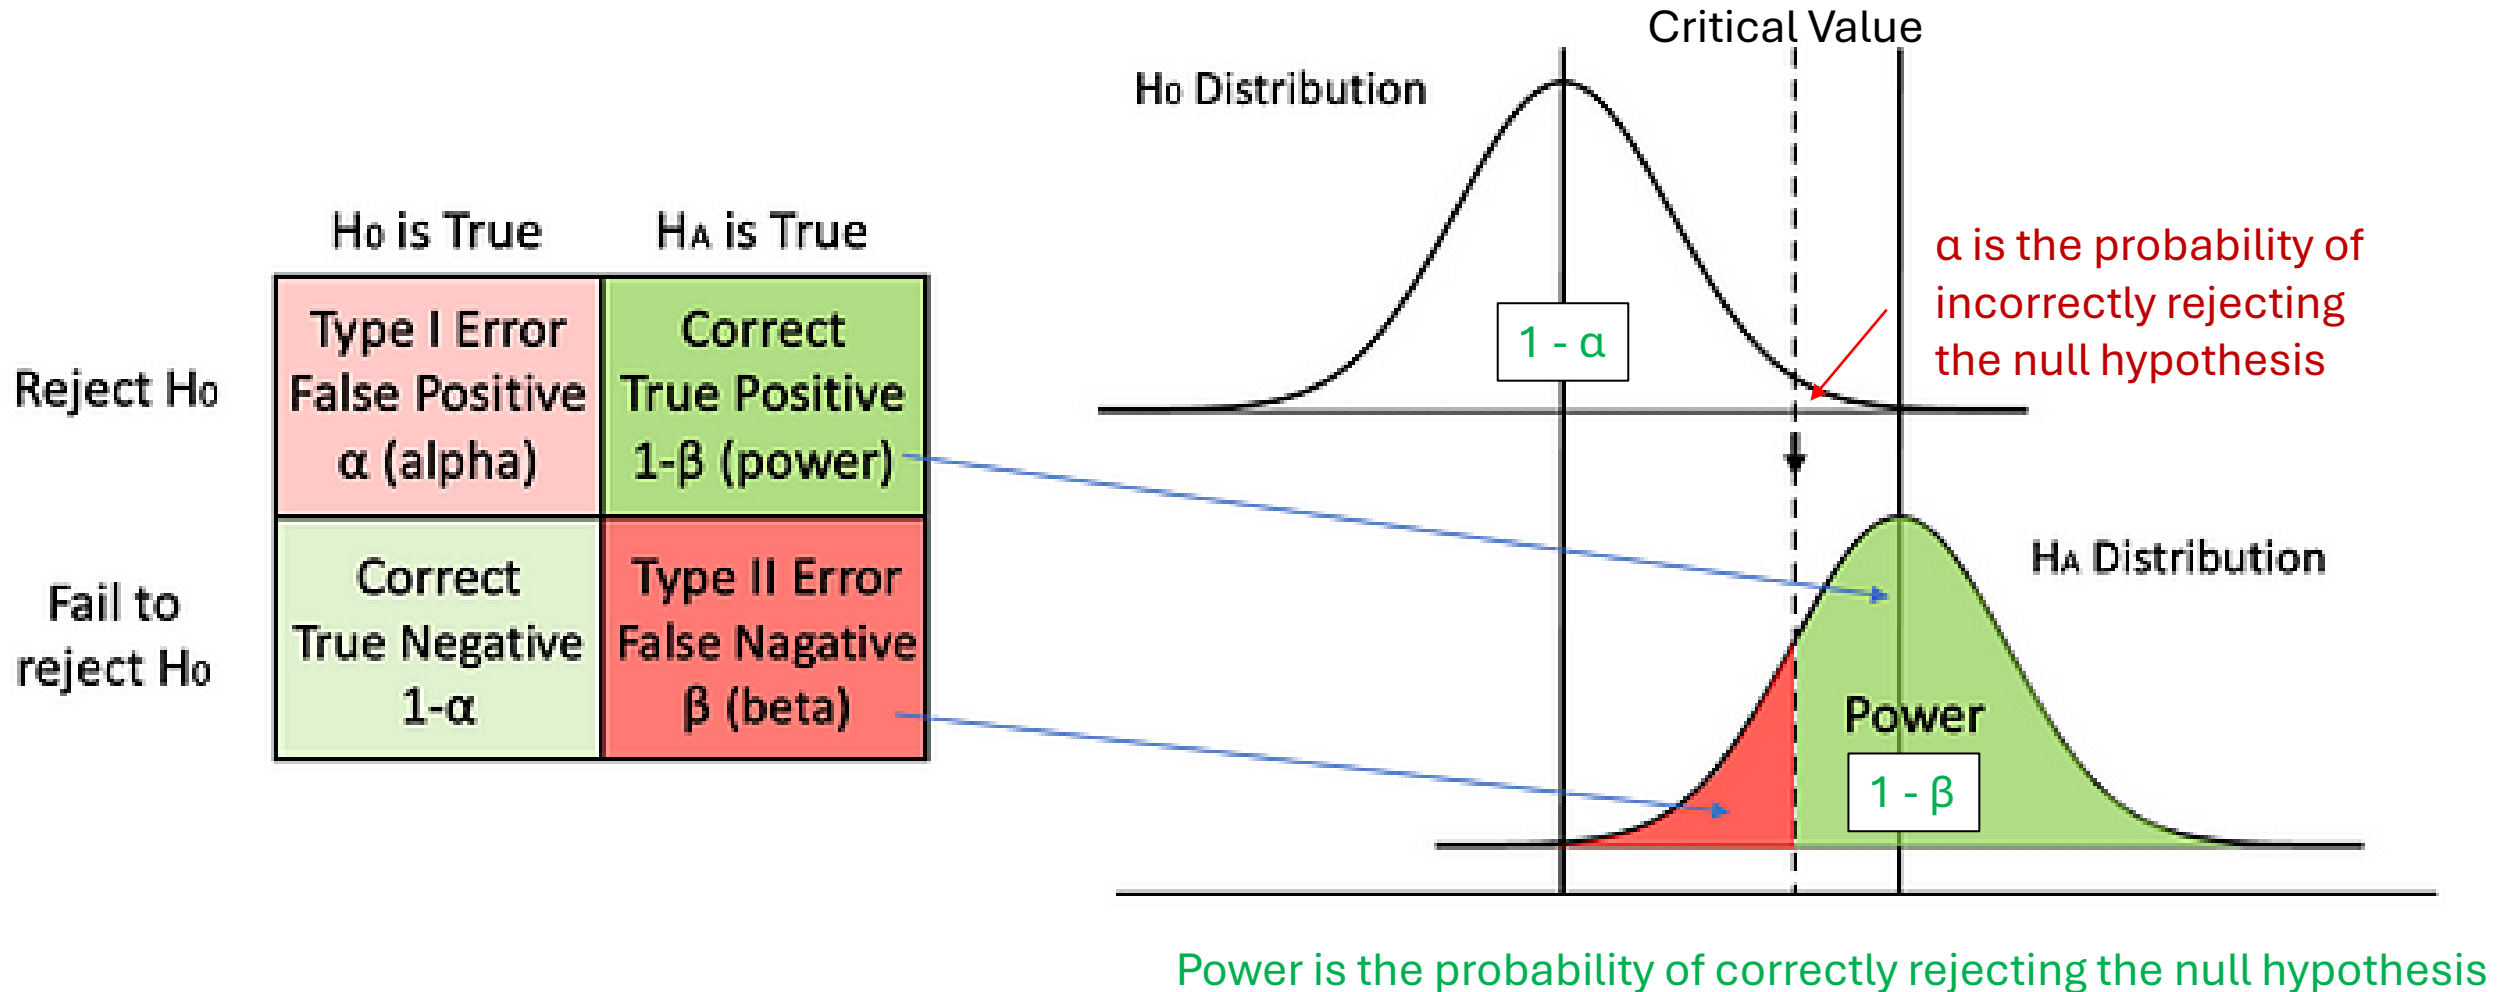 H₀ is True
HA is True
Reject H₀
Type I Error
False Positive
α (alpha)
Correct
True Positive
1-β (power)
Fail to
reject H₀
Correct
True Negative
1-α
Type II Error
False Nagative
β (beta)
Critical Value
H₀ Distribution
1 - α
α is the probability of
incorrectly rejecting
the null hypothesis
HA Distribution
Power
1 - β
Power is the probability of correctly rejecting the null hypothesis